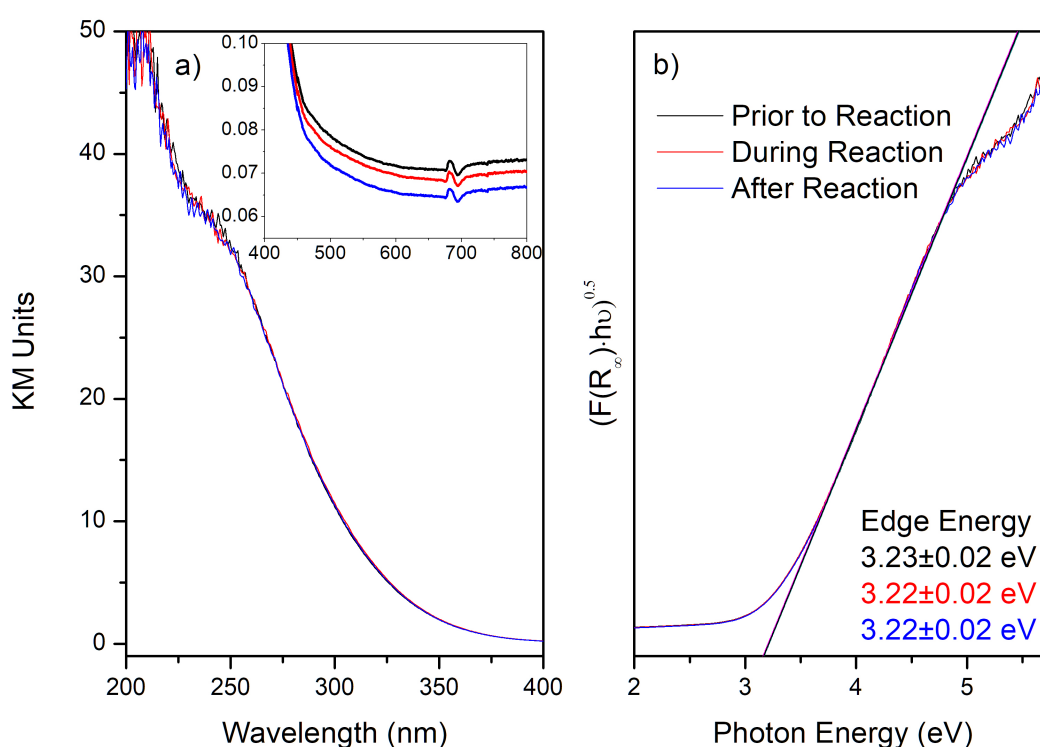 a)
50
40
30
20
10
0
KM Units
200 250 300 350 400
Wavelength (nm)
0.10
0.09
0.08
0.07
0.06
400 500 600 700 800
b)
Prior to Reaction
During Reaction
After Reaction
(F(R∞)·hυ)0.5
Edge Energy
3.23±0.02 eV
3.22±0.02 eV
3.22±0.02 eV
2 3 4 5
Photon Energy (eV)